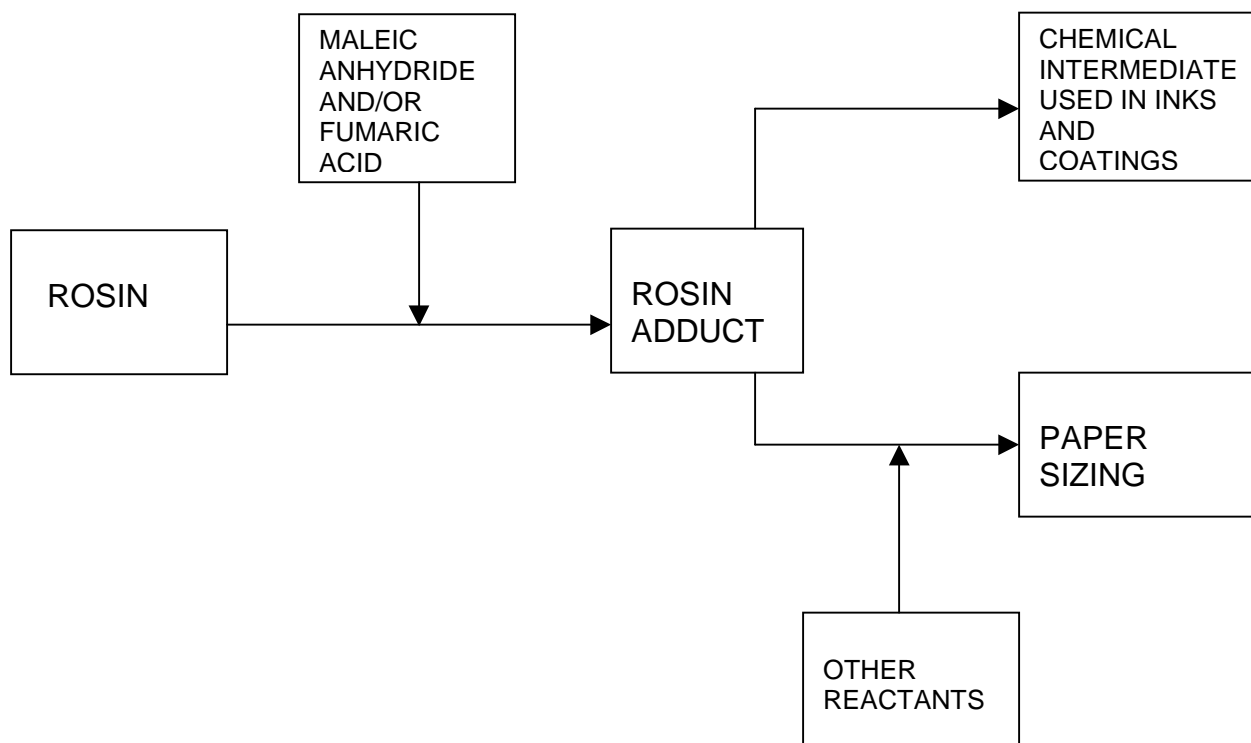 MALEIC
ANHYDRIDE
AND/OR
FUMARIC
ACID
CHEMICAL
INTERMEDIATE
USED IN INKS
AND
COATINGS
ROSIN
ROSIN
ADDUCT
PAPER
SIZING
OTHER
REACTANTS